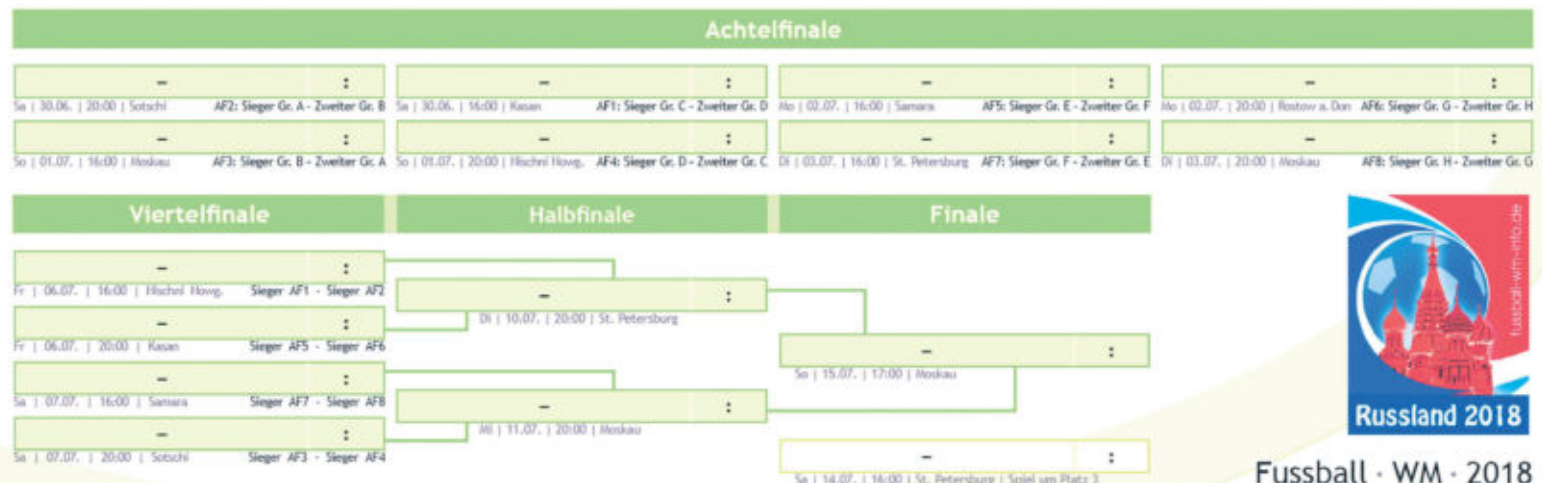 Achtelfinale
– : – : – : – :
Sa | 30.06. | 20:00 | Sotschi AF2: Sieger Gr. A - Zweiter Gr. B Sa | 30.06. | 16:00 | Kasan AF1: Sieger Gr. C - Zweiter Gr. D Mo | 02.07. | 16:00 | Samara AF5: Sieger Gr. E - Zweiter Gr. F Mo | 02.07. | 20:00 | Rostow a. Don AF6: Sieger Gr. G - Zweiter Gr. H
– : – : – : – :
So | 01.07. | 16:00 | Moskau AF3: Sieger Gr. B - Zweiter Gr. A So | 01.07. | 20:00 | Nischni Nowg. AF4: Sieger Gr. D - Zweiter Gr. C Di | 03.07. | 16:00 | St. Petersburg AF7: Sieger Gr. F - Zweiter Gr. E Di | 03.07. | 20:00 | Moskau AF8: Sieger Gr. H - Zweiter Gr. G
Viertelfinale Halbfinale Finale
– :
Fr | 06.07. | 16:00 | Nischni Nowg. Sieger AF1 - Sieger AF2
– :
Di | 10.07. | 20:00 | St. Petersburg
– :
Fr | 06.07. | 20:00 | Kasan Sieger AF5 - Sieger AF6
– :
So | 15.07. | 17:00 | Moskau
– :
Sa | 07.07. | 16:00 | Samara Sieger AF7 - Sieger AF8
– :
Mi | 11.07. | 20:00 | Moskau
– :
Sa | 07.07. | 20:00 | Sotschi Sieger AF3 - Sieger AF4
– :
Sa | 14.07. | 16:00 | St. Petersburg | Spiel um Platz 3
fussball-wm-info.de
Russland 2018
Fussball · WM · 2018